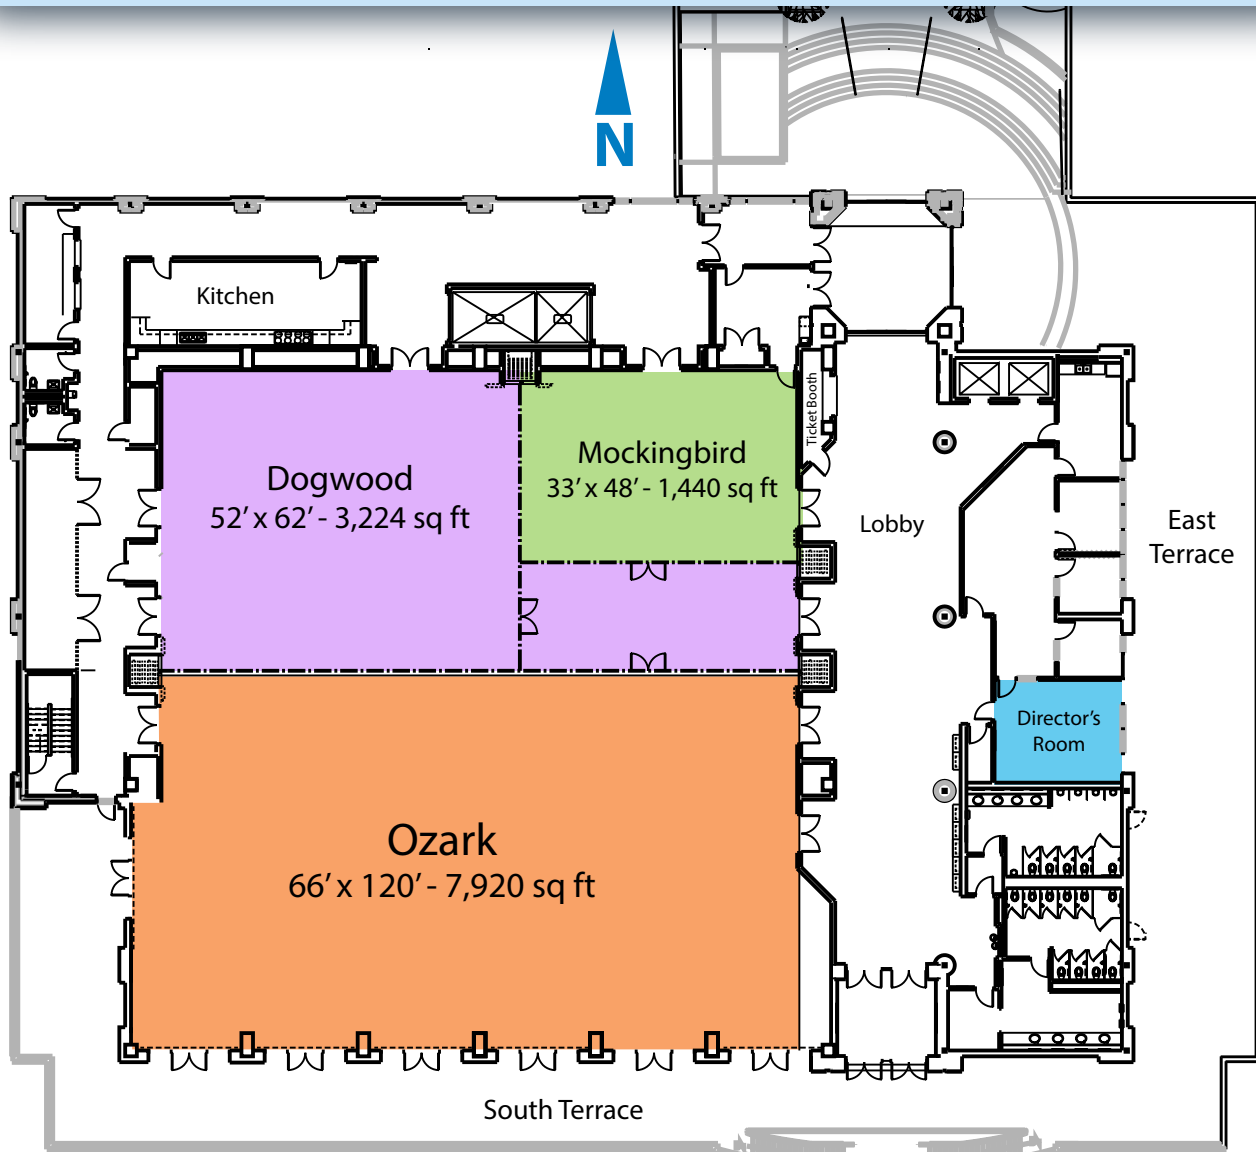 N
Kitchen
Ticket Booth
Mockingbird
33’ x 48’ - 1,440 sq ft
Dogwood
52’ x 62’ - 3,224 sq ft
Lobby
East
Terrace
Director’s
Room
Ozark
66’ x 120’ - 7,920 sq ft
South Terrace